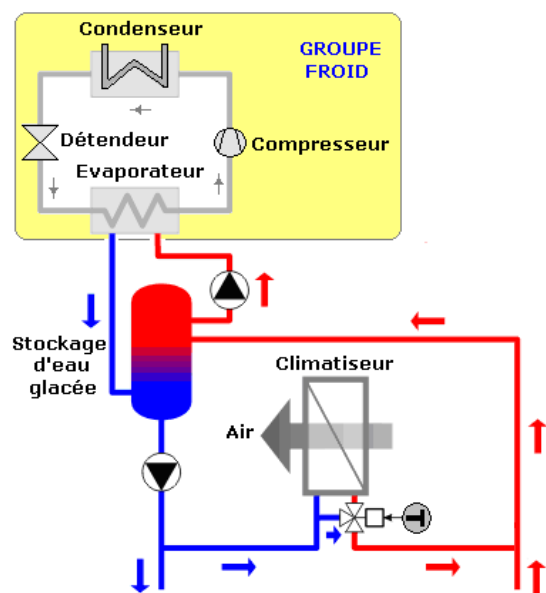 Condenseur
GROUPE
FROID
Détendeur
Compresseur
Evaporateur
Stockage
d'eau
glacée
Climatiseur
Air
T